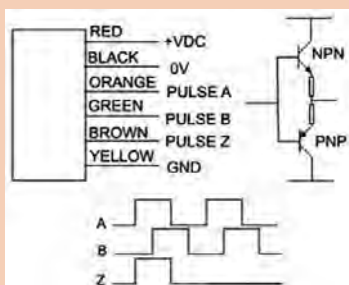 RED +VDC
BLACK 0V
ORANGE PULSE A
GREEN PULSE B
BROWN PULSE Z
YELLOW GND
NPN
PNP
A
B
Z